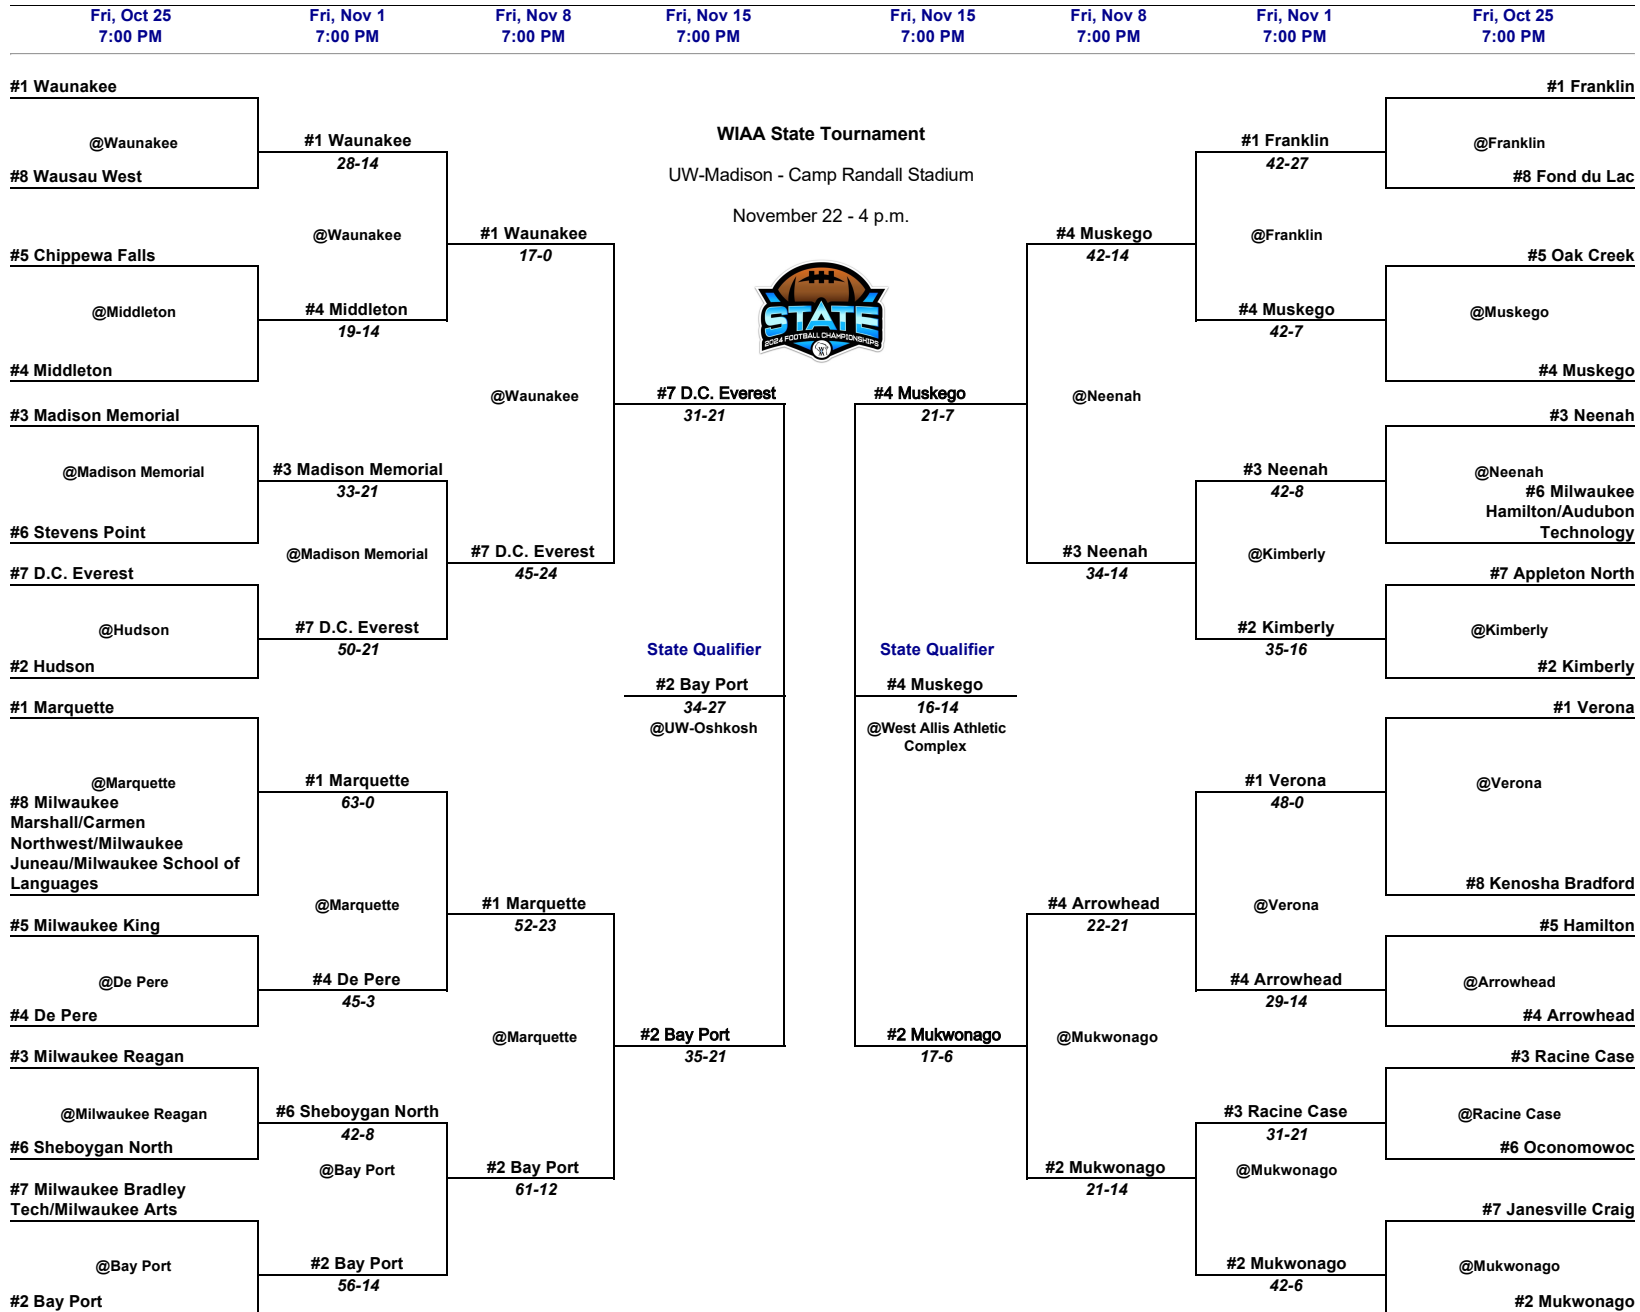 Fri, Oct 25
7:00 PM
Fri, Nov 1
7:00 PM
Fri, Nov 8
7:00 PM
Fri, Nov 15
7:00 PM
Fri, Nov 15
7:00 PM
Fri, Nov 8
7:00 PM
Fri, Nov 1
7:00 PM
Fri, Oct 25
7:00 PM
#1 Waunakee
@Waunakee
#8 Wausau West
#5 Chippewa Falls
@Middleton
#4 Middleton
#3 Madison Memorial
@Madison Memorial
#6 Stevens Point
#7 D.C. Everest
@Hudson
#2 Hudson
#1 Marquette
@Marquette
#8 Milwaukee
Marshall/Carmen
Northwest/Milwaukee
Juneau/Milwaukee School of
Languages
#5 Milwaukee King
@De Pere
#4 De Pere
#3 Milwaukee Reagan
@Milwaukee Reagan
#6 Sheboygan North
#7 Milwaukee Bradley
Tech/Milwaukee Arts
@Bay Port
#2 Bay Port
#1 Waunakee
28-14
@Waunakee
#4 Middleton
19-14
#3 Madison Memorial
33-21
@Madison Memorial
#7 D.C. Everest
50-21
#1 Marquette
63-0
@Marquette
#4 De Pere
45-3
#6 Sheboygan North
42-8
@Bay Port
#2 Bay Port
56-14
#1 Waunakee
17-0
@Waunakee
#7 D.C. Everest
45-24
#1 Marquette
52-23
@Marquette
#2 Bay Port
61-12
WIAA State Tournament
UW-Madison - Camp Randall Stadium
November 22 - 4 p.m.
STATE
2024 FOOTBALL CHAMPIONSHIPS
#7 D.C. Everest
31-21
State Qualifier
#2 Bay Port
34-27
@UW-Oshkosh
#2 Bay Port
35-21
#4 Muskego
21-7
State Qualifier
#4 Muskego
16-14
@West Allis Athletic
Complex
#2 Mukwonago
17-6
#4 Muskego
42-14
@Neenah
#3 Neenah
34-14
#4 Arrowhead
22-21
@Mukwonago
#2 Mukwonago
21-14
#1 Franklin
42-27
@Franklin
#4 Muskego
42-7
#3 Neenah
42-8
@Kimberly
#2 Kimberly
35-16
#1 Verona
48-0
@Verona
#4 Arrowhead
29-14
#3 Racine Case
31-21
@Mukwonago
#2 Mukwonago
42-6
#1 Franklin
@Franklin
#8 Fond du Lac
#5 Oak Creek
@Muskego
#4 Muskego
#3 Neenah
@Neenah
#6 Milwaukee
Hamilton/Audubon
Technology
#7 Appleton North
@Kimberly
#2 Kimberly
#1 Verona
@Verona
#8 Kenosha Bradford
#5 Hamilton
@Arrowhead
#4 Arrowhead
#3 Racine Case
@Racine Case
#6 Oconomowoc
#7 Janesville Craig
@Mukwonago
#2 Mukwonago